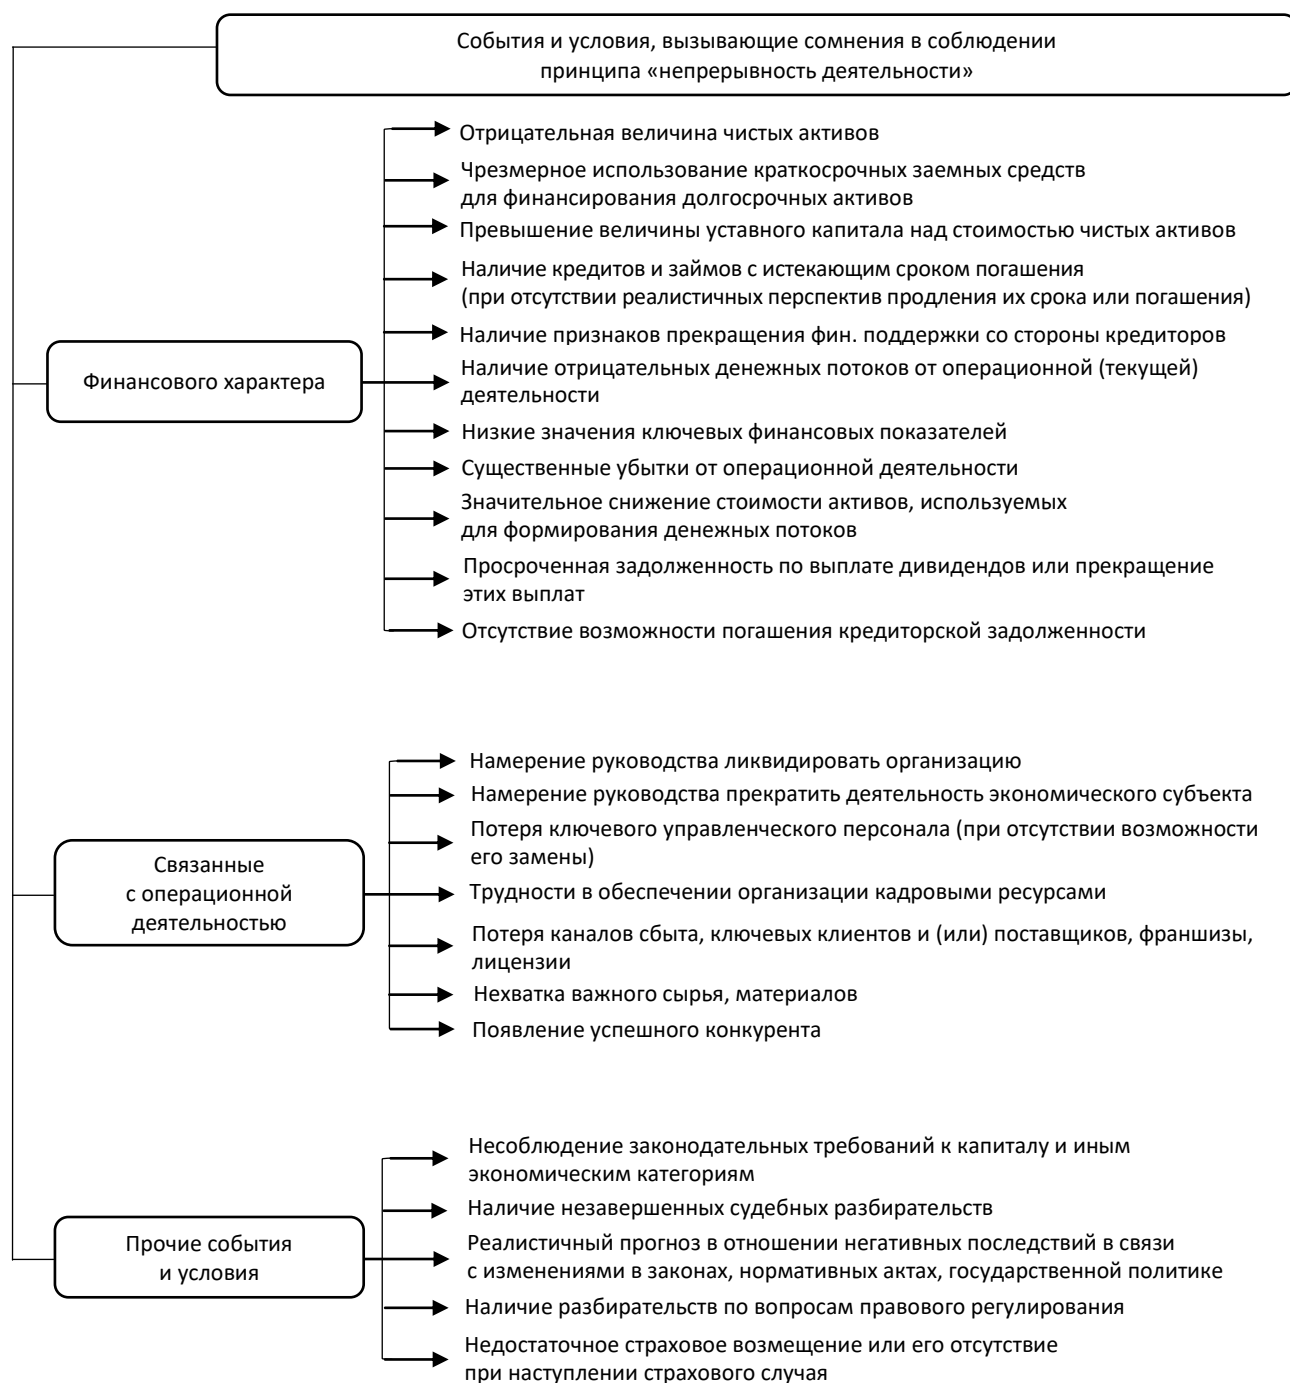 События и условия, вызывающие сомнения в соблюдении
принципа «непрерывность деятельности»
Финансового характера
Отрицательная величина чистых активов
Чрезмерное использование краткосрочных заемных средств
для финансирования долгосрочных активов
Превышение величины уставного капитала над стоимостью чистых активов
Наличие кредитов и займов с истекающим сроком погашения
(при отсутствии реалистичных перспектив продления их срока или погашения)
Наличие признаков прекращения фин. поддержки со стороны кредиторов
Наличие отрицательных денежных потоков от операционной (текущей)
деятельности
Низкие значения ключевых финансовых показателей
Существенные убытки от операционной деятельности
Значительное снижение стоимости активов, используемых
для формирования денежных потоков
Просроченная задолженность по выплате дивидендов или прекращение
этих выплат
Отсутствие возможности погашения кредиторской задолженности
Связанные
с операционной
деятельностью
Намерение руководства ликвидировать организацию
Намерение руководства прекратить деятельность экономического субъекта
Потеря ключевого управленческого персонала (при отсутствии возможности
его замены)
Трудности в обеспечении организации кадровыми ресурсами
Потеря каналов сбыта, ключевых клиентов и (или) поставщиков, франшизы,
лицензии
Нехватка важного сырья, материалов
Появление успешного конкурента
Прочие события
и условия
Несоблюдение законодательных требований к капиталу и иным
экономическим категориям
Наличие незавершенных судебных разбирательств
Реалистичный прогноз в отношении негативных последствий в связи
с изменениями в законах, нормативных актах, государственной политике
Наличие разбирательств по вопросам правового регулирования
Недостаточное страховое возмещение или его отсутствие
при наступлении страхового случая